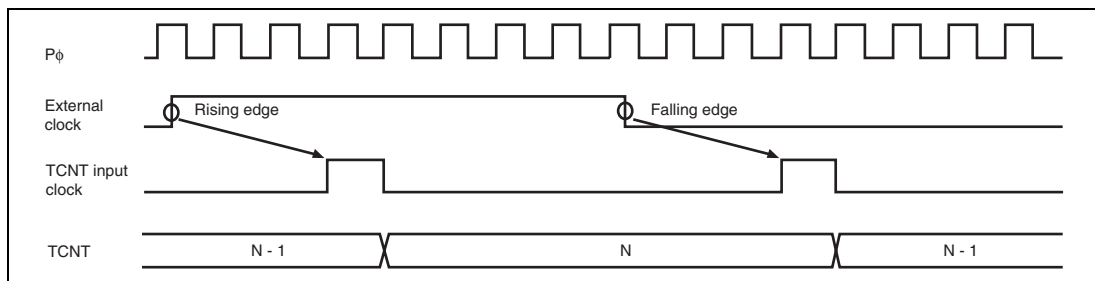 Pϕ
External
clock
Rising edge
Falling edge
TCNT input
clock
TCNT
N - 1
N
N - 1